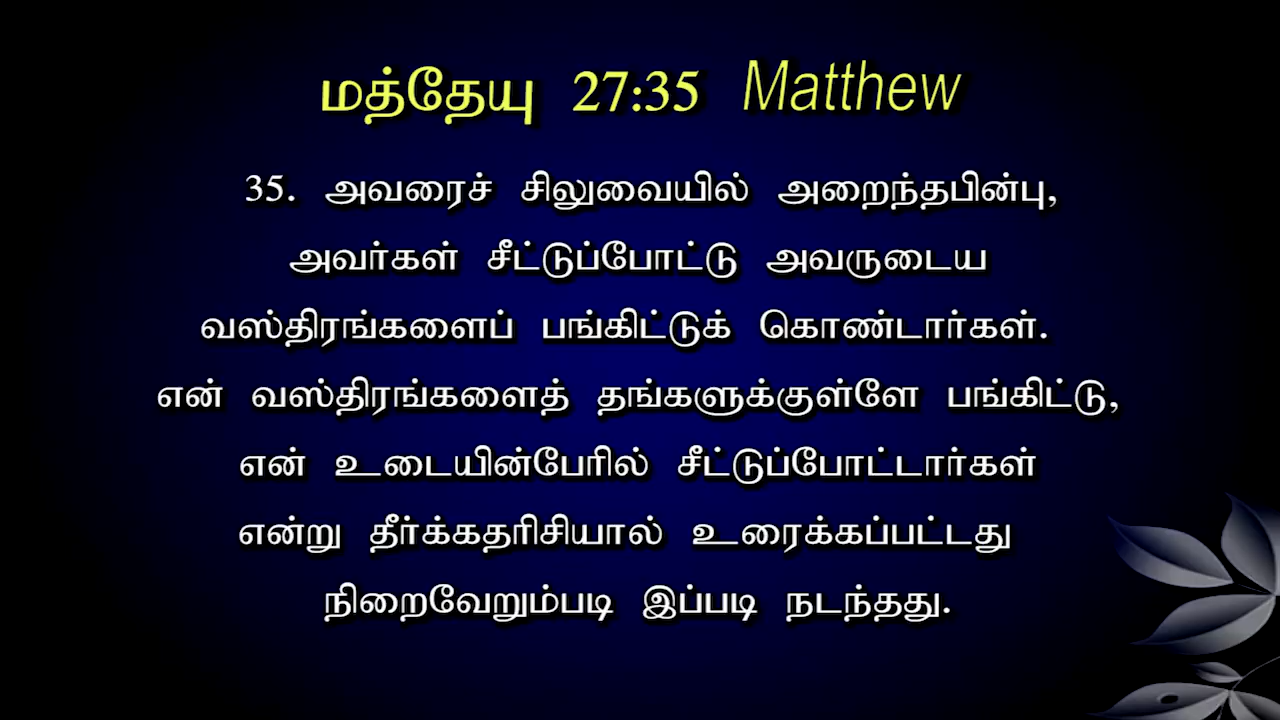 மத்தேயு 27:35 Matthew
35. அவரைச் சிலுவையில் அறைந்தபின்பு,
அவர்கள் சீட்டுப்போட்டு அவருடைய
வஸ்திரங்களைப் பங்கிட்டுக் கொண்டார்கள்.
என் வஸ்திரங்களைத் தங்களுக்குள்ளே பங்கிட்டு,
என் உடையின்பேரில் சீட்டுப்போட்டார்கள்
என்று தீர்க்கதரிசியால் உரைக்கப்பட்டது
நிறைவேறும்படி இப்படி நடந்தது.